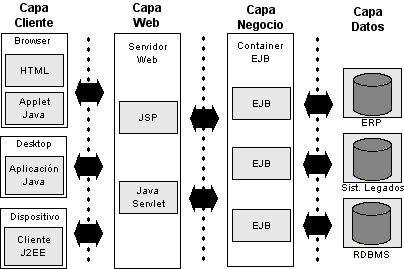 Capa
Cliente
Capa
Web
Capa
Negocio
Capa
Datos
Browser
HTML
Applet
Java
Desktop
Aplicación
Java
Dispositivo
Cliente
J2EE
Servidor
Web
JSP
Java
Servlet
Container
EJB
EJB
EJB
EJB
ERP
Sist. Legados
RDBMS